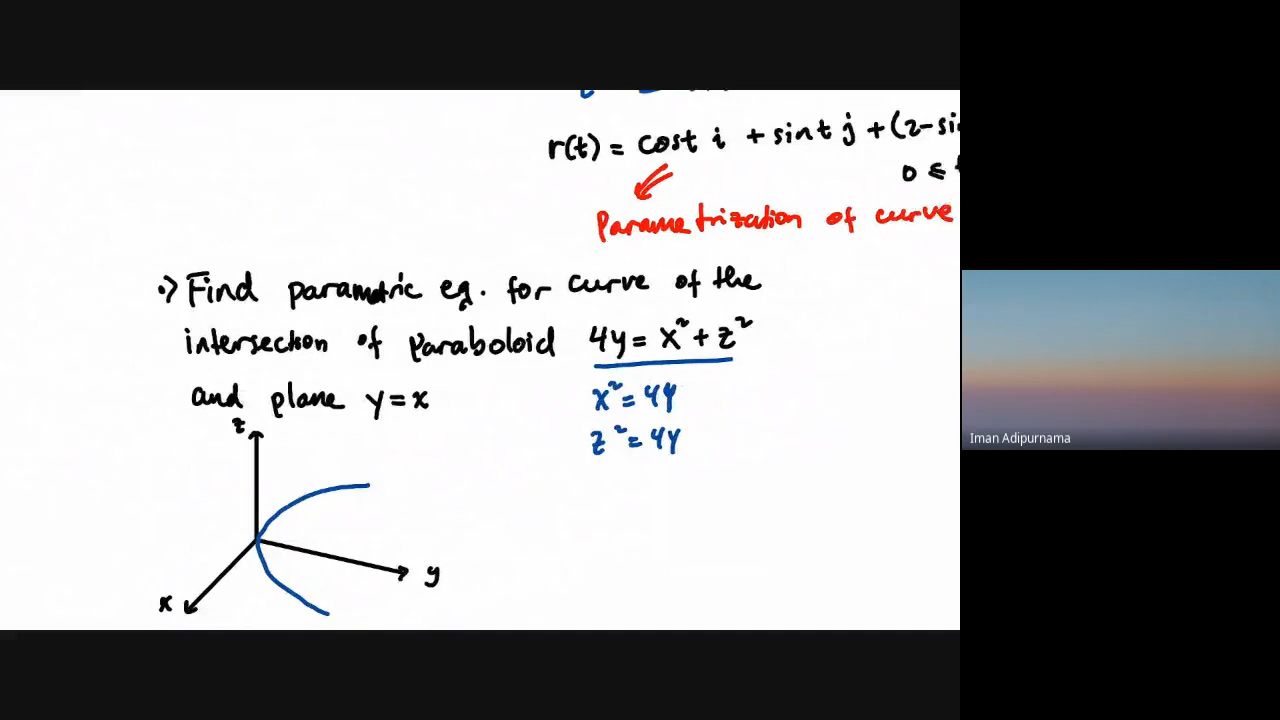 r(t) = cost i + sint j + (2-si
0 ≤ t
Parametrization of curve
•> Find parametric eq. for curve of the
intersection of paraboloid 4y = x² + z²
and plane y = x
x² = 4y
z² = 4y
z
y
x
Iman Adipurnama